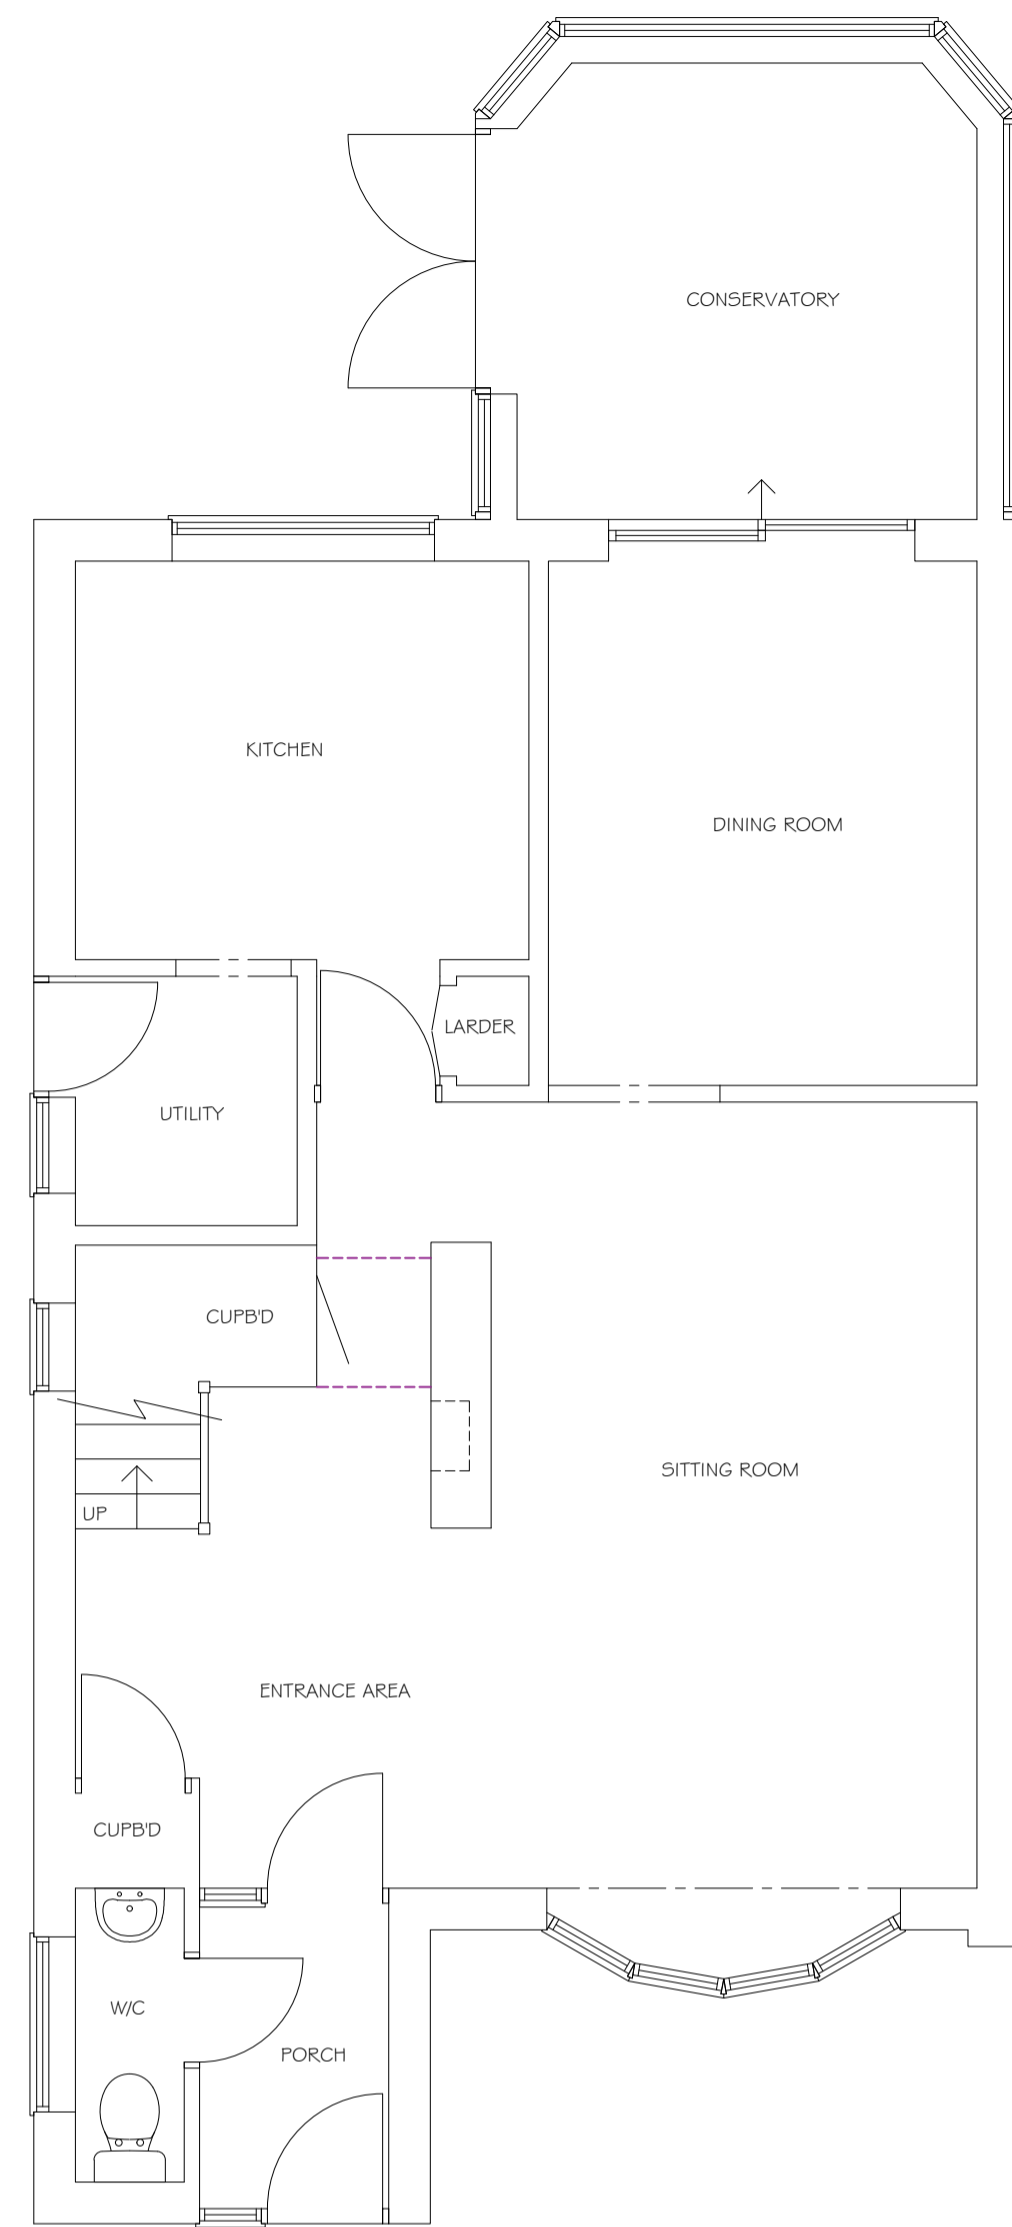 CONSERVATORY
KITCHEN
DINING ROOM
LARDER
UTILITY
CUPB'D
SITTING ROOM
UP
ENTRANCE AREA
CUPB'D
W/C
PORCH